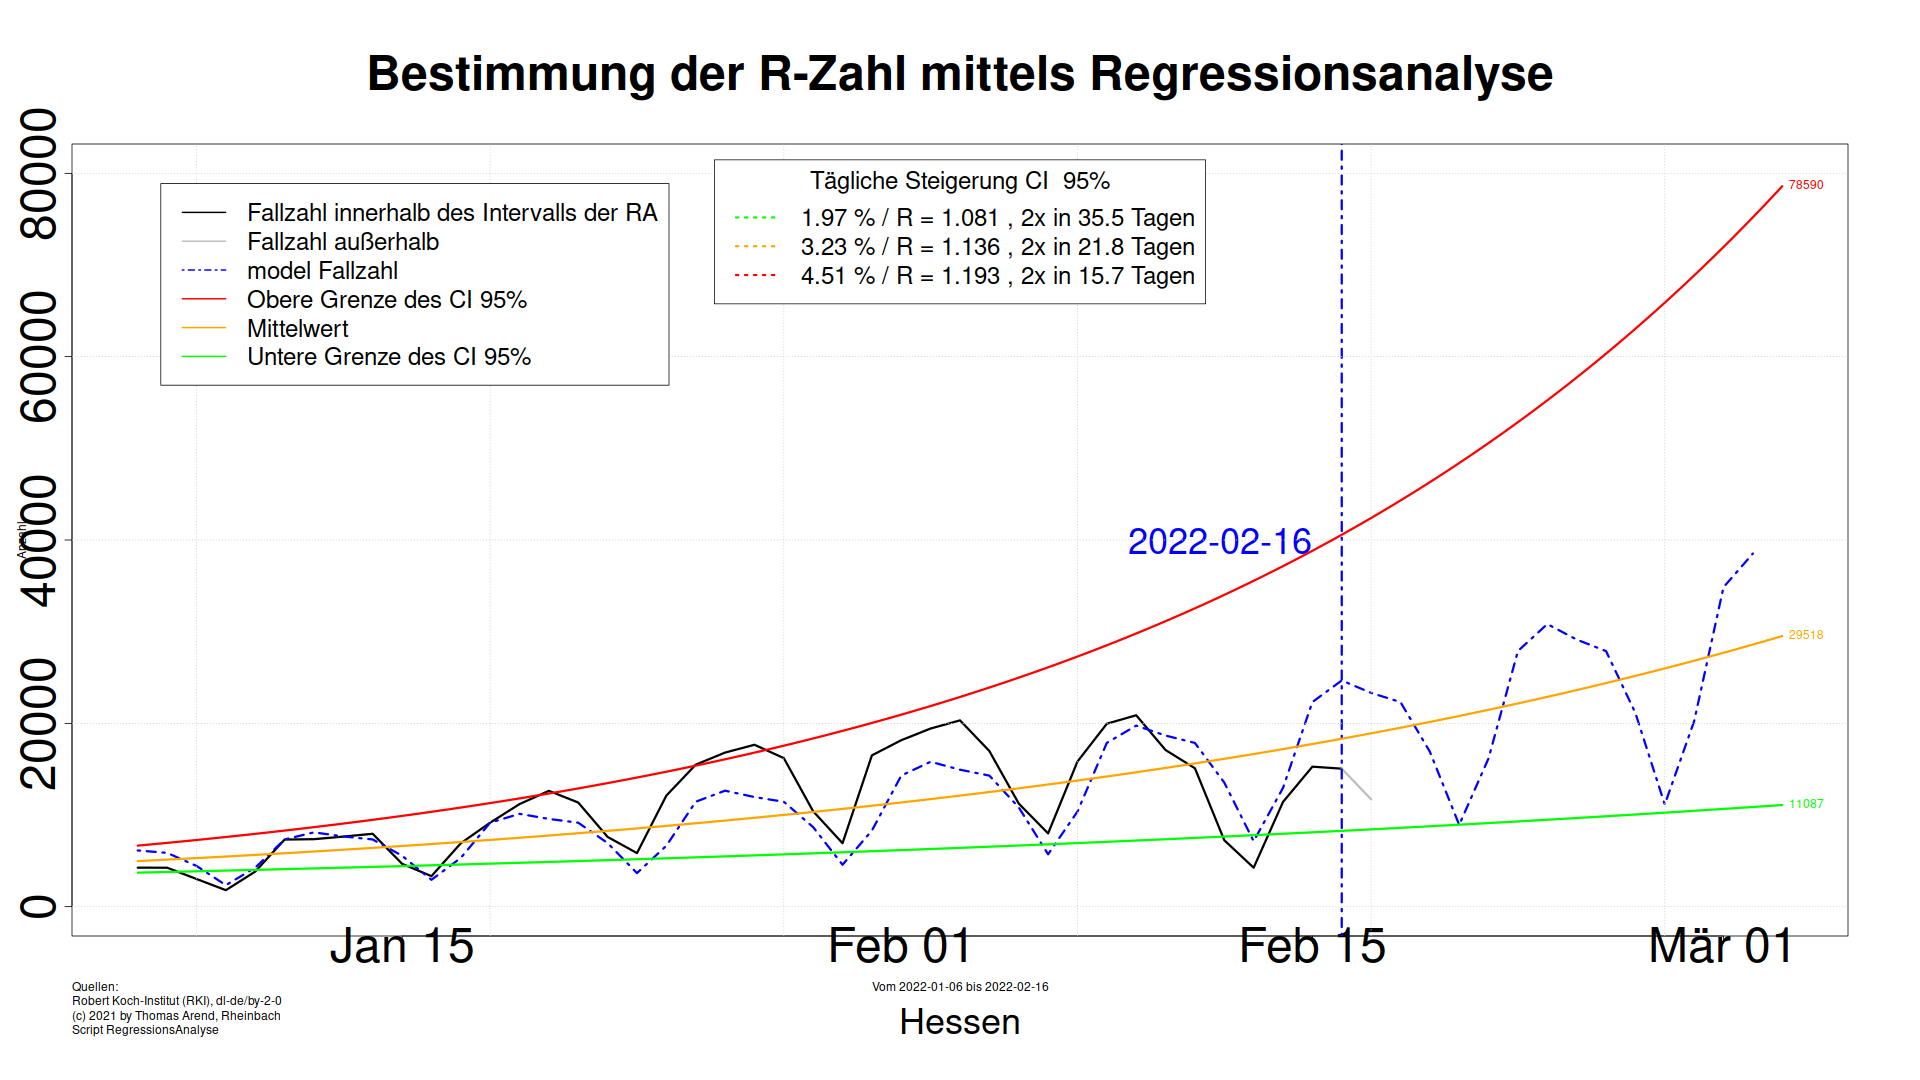 Bestimmung der R-Zahl mittels Regressionsanalyse
Fallzahl innerhalb des Intervalls der RA
Fallzahl außerhalb
model Fallzahl
Obere Grenze des CI 95%
Mittelwert
Untere Grenze des CI 95%
Tägliche Steigerung CI 95%
1.97 % / R = 1.081 , 2x in 35.5 Tagen
3.23 % / R = 1.136 , 2x in 21.8 Tagen
4.51 % / R = 1.193 , 2x in 15.7 Tagen
80000
60000
40000
20000
0
Anzahl
2022-02-16
78590
29518
11087
Jan 15
Feb 01
Feb 15
Mär 01
Quellen:
Robert Koch-Institut (RKI), dl-de/by-2-0
(c) 2021 by Thomas Arend, Rheinbach
Script RegressionsAnalyse
Vom 2022-01-06 bis 2022-02-16
Hessen